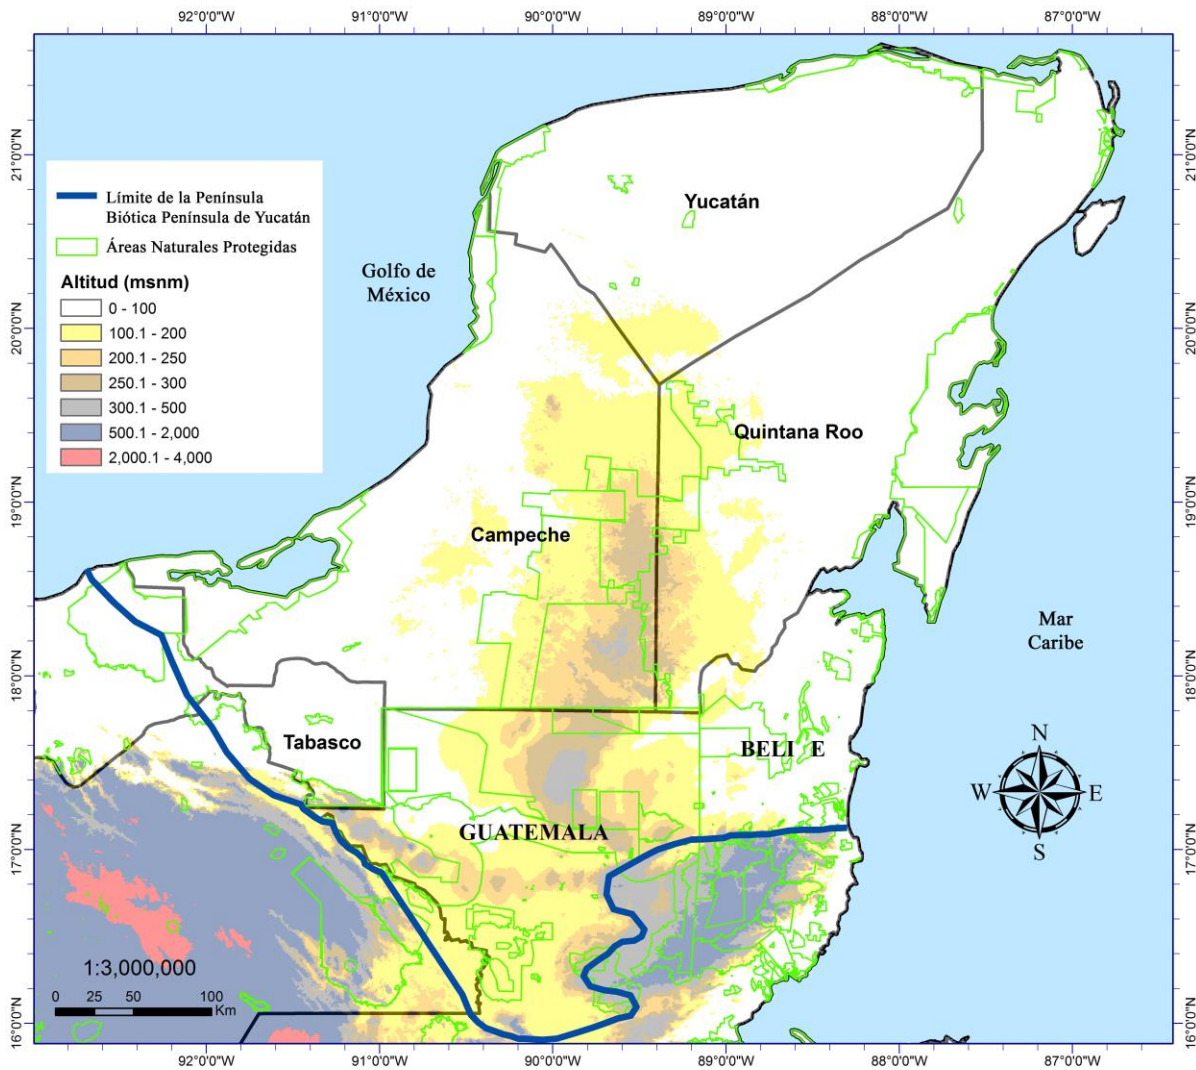 92°0'0"W 91°0'0"W 90°0'0"W 89°0'0"W 88°0'0"W 87°0'0"W
21°0'0"N
21°0'0"N
Límite de la Península
Biótica Península de Yucatán
Áreas Naturales Protegidas
Altitud (msnm)
0 - 100
100.1 - 200
200.1 - 250
250.1 - 300
300.1 - 500
500.1 - 2,000
2,000.1 - 4,000
Yucatán
Golfo de
México
20°0'0"N
20°0'0"N
Quintana Roo
19°0'0"N
19°0'0"N
Campeche
Mar
Caribe
18°0'0"N
18°0'0"N
Tabasco
BELI E
N
W E
S
GUATEMALA
17°0'0"N
17°0'0"N
1:3,000,000
0 25 50 100
Km
16°0'0"N
16°0'0"N
92°0'0"W 91°0'0"W 90°0'0"W 89°0'0"W 88°0'0"W 87°0'0"W